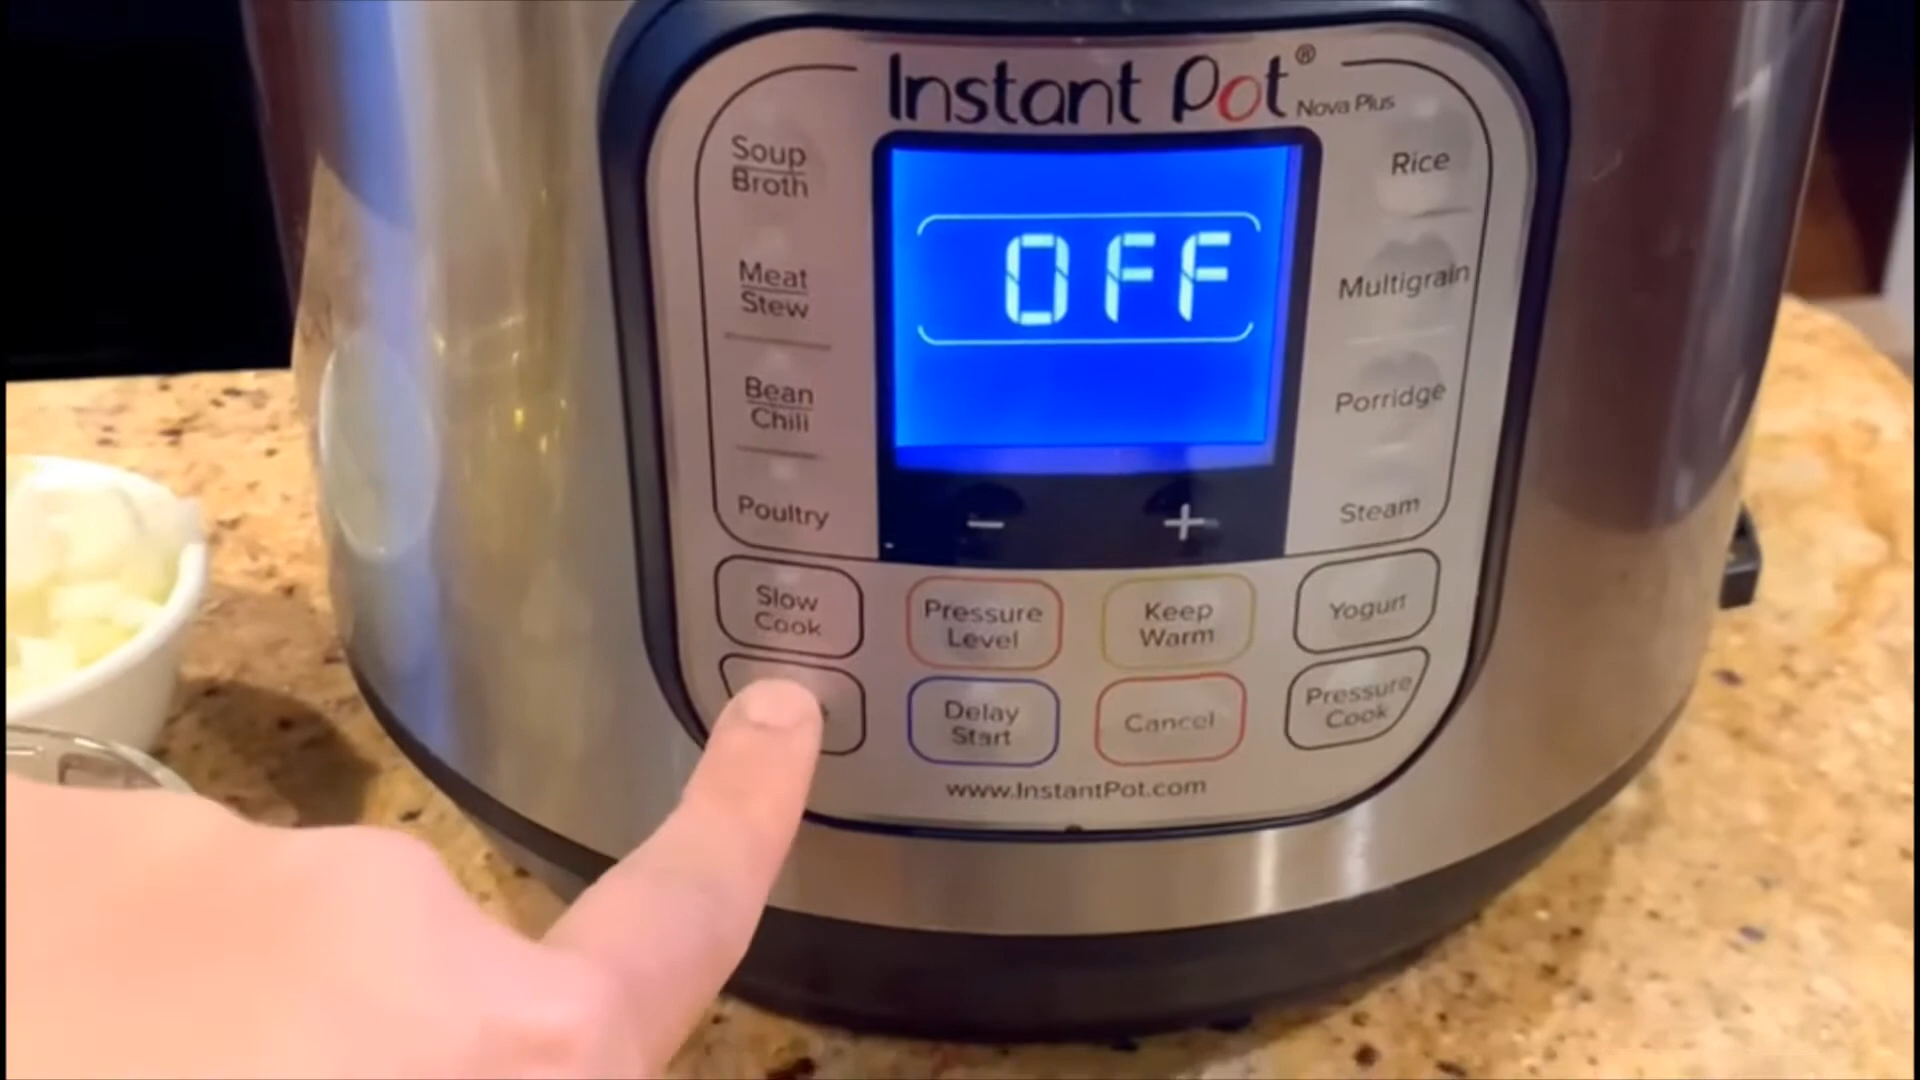 Instant Pot®
Nova Plus
Soup
Broth
Meat
Stew
Bean
Chili
Poultry
OFF
- +
Rice
Multigrain
Porridge
Steam
Slow
Cook
Pressure
Level
Keep
Warm
Yogurt
Delay
Start
Cancel
Pressure
Cook
www.InstantPot.com